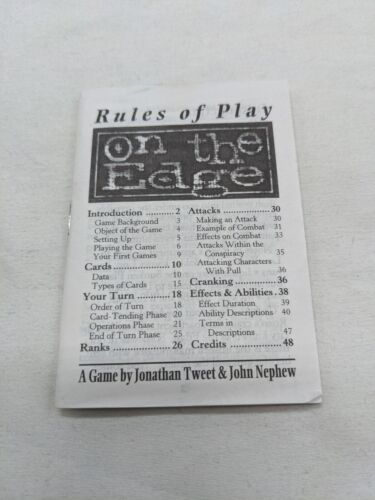 Rules of Play
on the
Edge
Introduction ........... 2
Game Background 3
Object of the Game 4
Setting Up 5
Playing the Game 6
Your First Games 9
Cards .................... 10
Data 10
Types of Cards 15
Your Turn ............ 18
Order of Turn 18
Card-Tending Phase 20
Operations Phase 21
End of Turn Phase 25
Ranks .................... 26
Attacks .................. 30
Making an Attack 30
Example of Combat 31
Effects on Combat 33
Attacks Within the
Conspiracy 35
Attacking Characters
With Pull 36
Cranking ............... 36
Effects & Abilities . 38
Effect Duration 39
Ability Descriptions 40
Terms in
Descriptions 47
Credits .................. 48
A Game by Jonathan Tweet & John Nephew